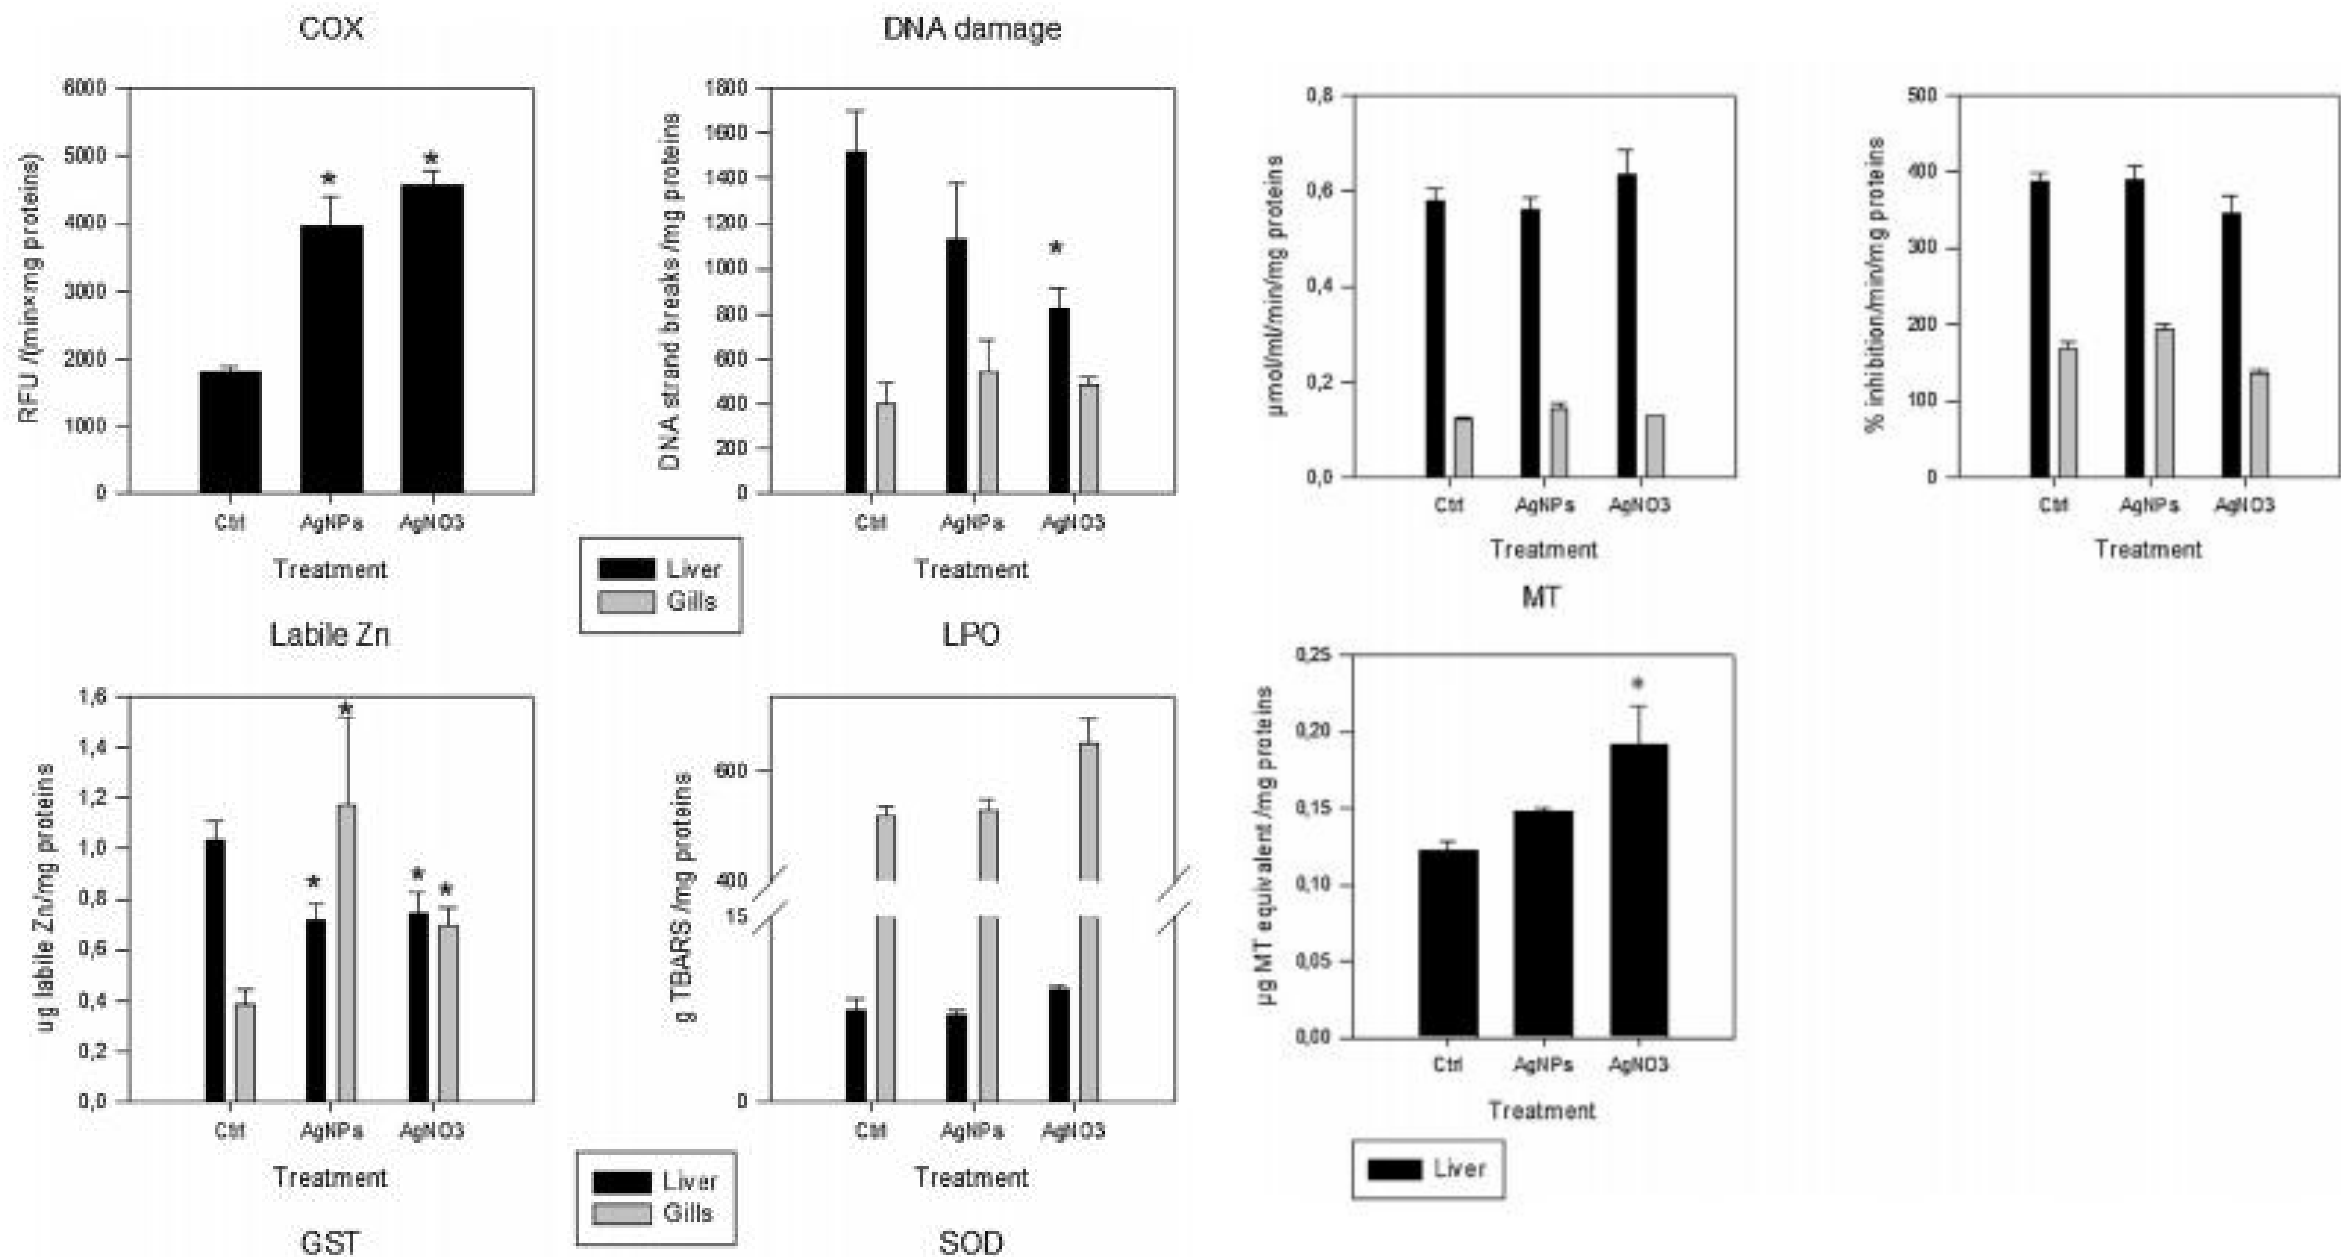 COX
RFU /(min×mg proteins)
6000
5000
4000
3000
2000
1000
0
*
*
Ctrl
AgNPs
AgNO3
Treatment
DNA damage
DNA strand breaks /mg proteins
1800
1600
1400
1200
1000
800
600
400
200
0
*
Ctrl
AgNPs
AgNO3
Treatment
Liver
Gills
µmol/ml/min/mg proteins
0,8
0,6
0,4
0,2
0,0
Ctrl
AgNPs
AgNO3
Treatment
% inhibition/min/mg proteins
500
400
300
200
100
0
Ctrl
AgNPs
AgNO3
Treatment
Labile Zn
ug labile Zn/mg proteins
1,6
1,4
1,2
1,0
0,8
0,6
0,4
0,2
0,0
*
*
*
*
Ctrl
AgNPs
AgNO3
Treatment
LPO
g TBARS /mg proteins
600
400
15
0
Ctrl
AgNPs
AgNO3
Treatment
Liver
Gills
MT
µg MT equivalent /mg proteins
0,25
0,20
0,15
0,10
0,05
0,00
*
Ctrl
AgNPs
AgNO3
Treatment
Liver
GST
SOD